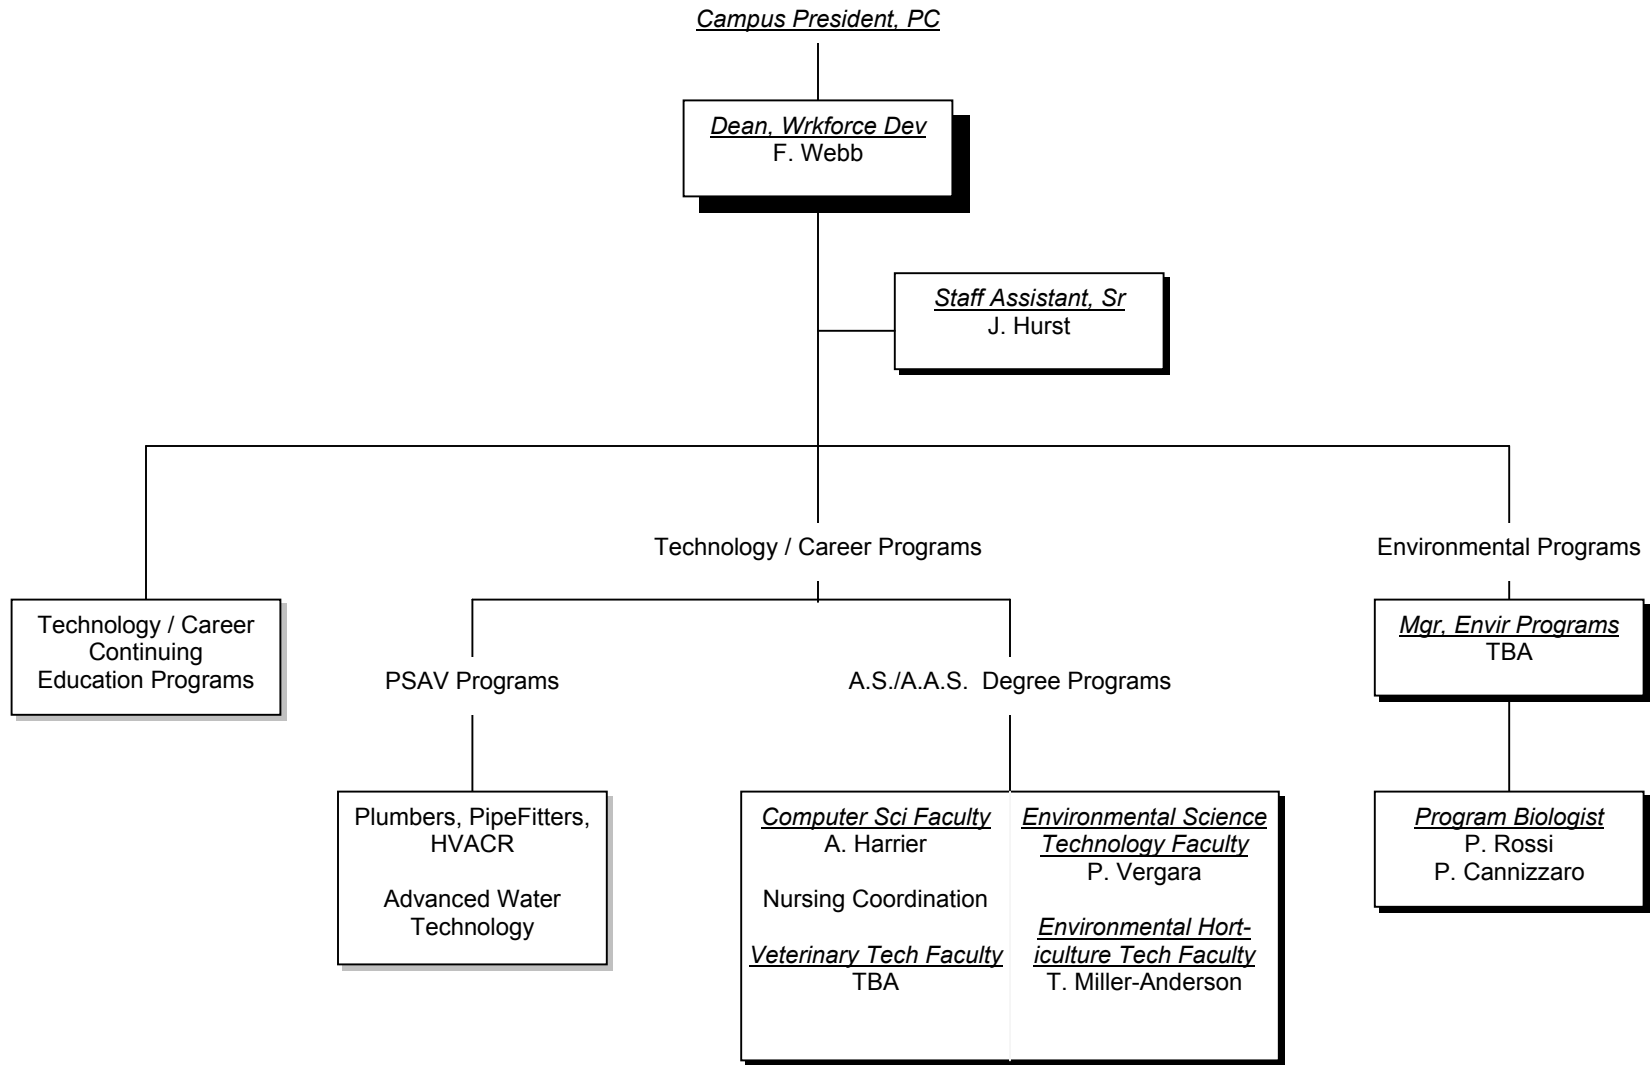 Campus President, PC
Dean, Wrkforce Dev
F. Webb
Staff Assistant, Sr
J. Hurst
Technology / Career Programs
Environmental Programs
Technology / Career
Continuing
Education Programs
Mgr, Envir Programs
TBA
PSAV Programs
A.S./A.A.S.  Degree Programs
Plumbers, PipeFitters,
HVACR
Advanced Water
Technology
Computer Sci Faculty
A. Harrier
Nursing Coordination
Veterinary Tech Faculty
TBA
Environmental Science
Technology Faculty
P. Vergara
Environmental Hort-
iculture Tech Faculty
T. Miller-Anderson
Program Biologist
P. Rossi
P. Cannizzaro